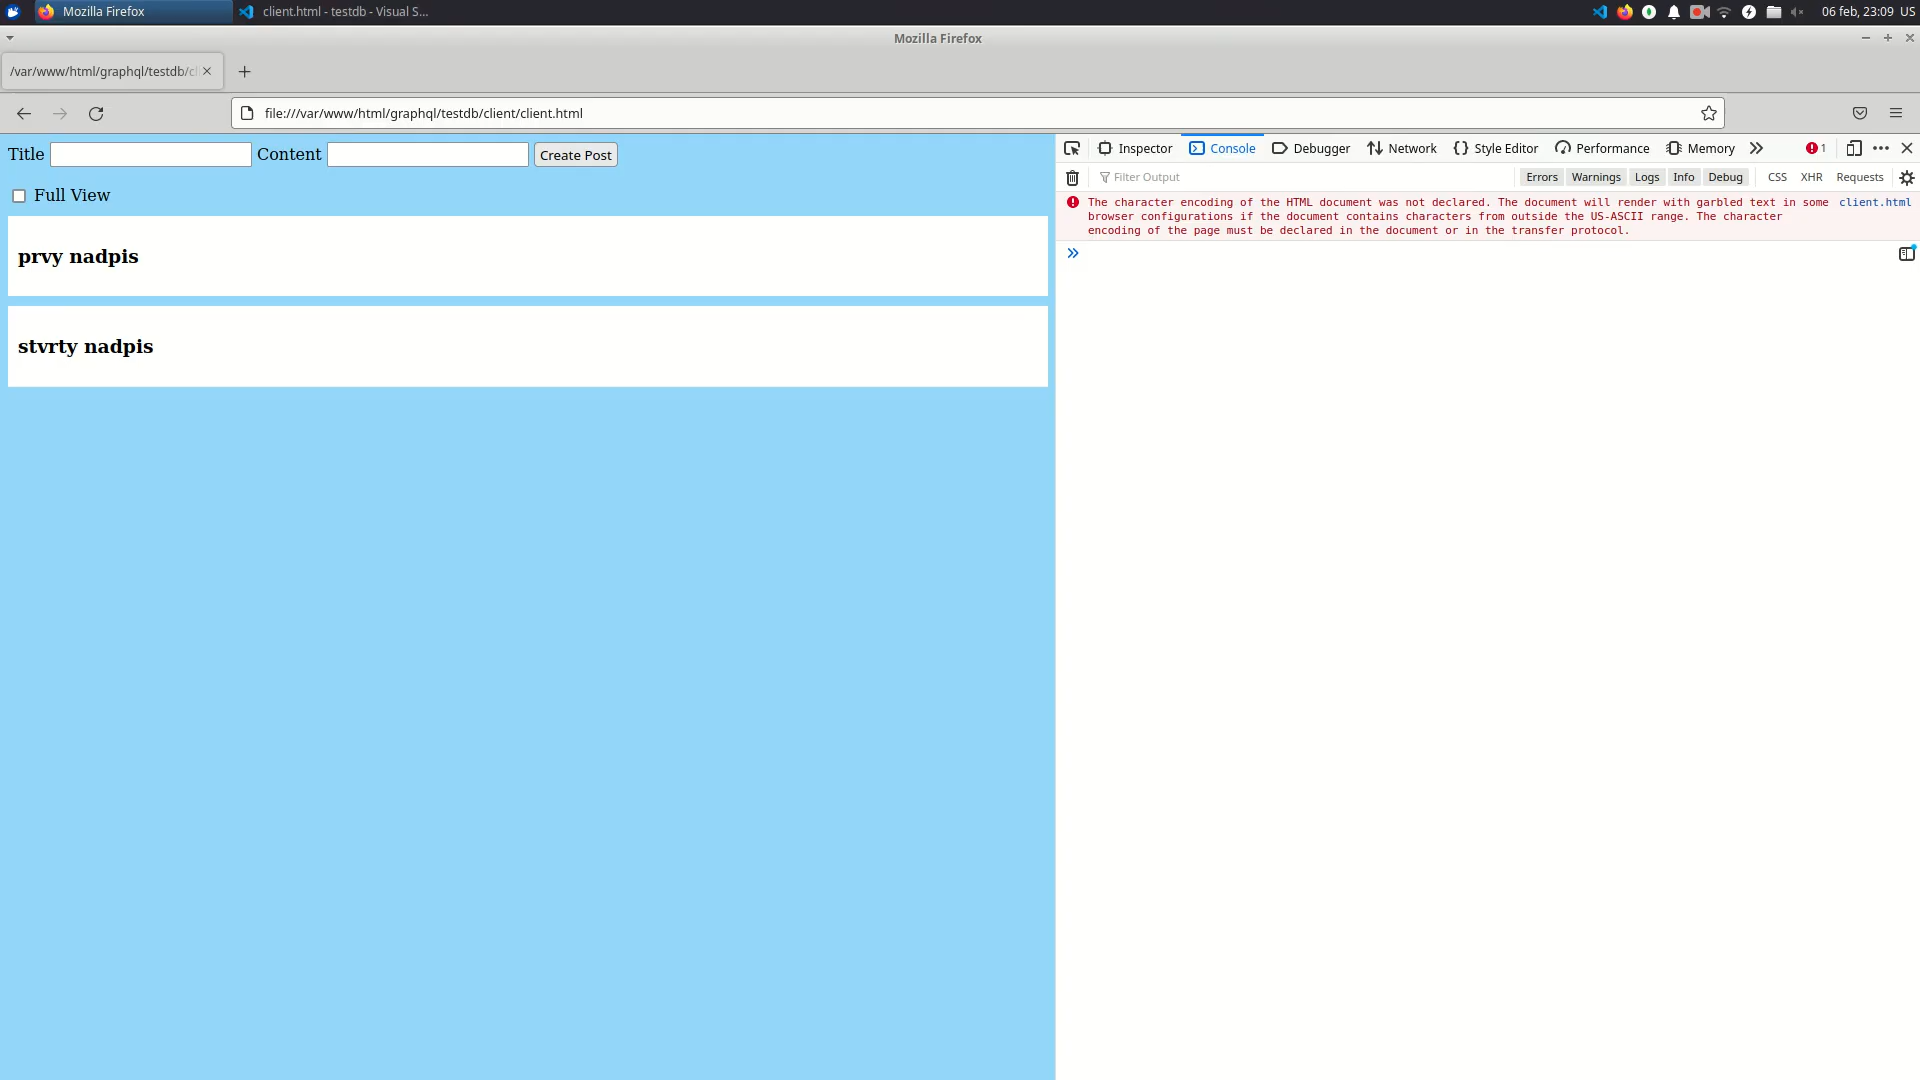 Mozilla Firefox
client.html - testdb - Visual S...
06 feb, 23:09 US
Mozilla Firefox
/var/www/html/graphql/testdb/cl
file:///var/www/html/graphql/testdb/client/client.html
Title Content Create Post
Full View
prvy nadpis
stvrty nadpis
Inspector Console Debugger Network Style Editor Performance Memory 1
Filter Output Errors Warnings Logs Info Debug CSS XHR Requests
The character encoding of the HTML document was not declared. The document will render with garbled text in some client.html
browser configurations if the document contains characters from outside the US-ASCII range. The character
encoding of the page must be declared in the document or in the transfer protocol.